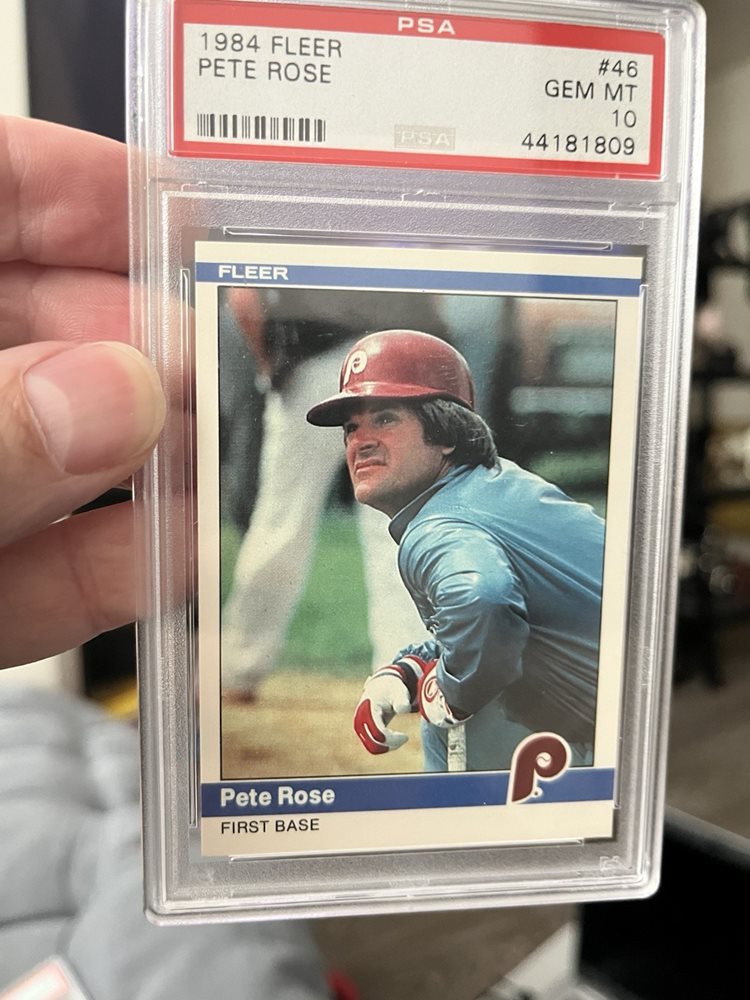 PSA
1984 FLEER
PETE ROSE
#46
GEM MT
10
PSA
44181809
FLEER
P
Pete Rose
P
FIRST BASE